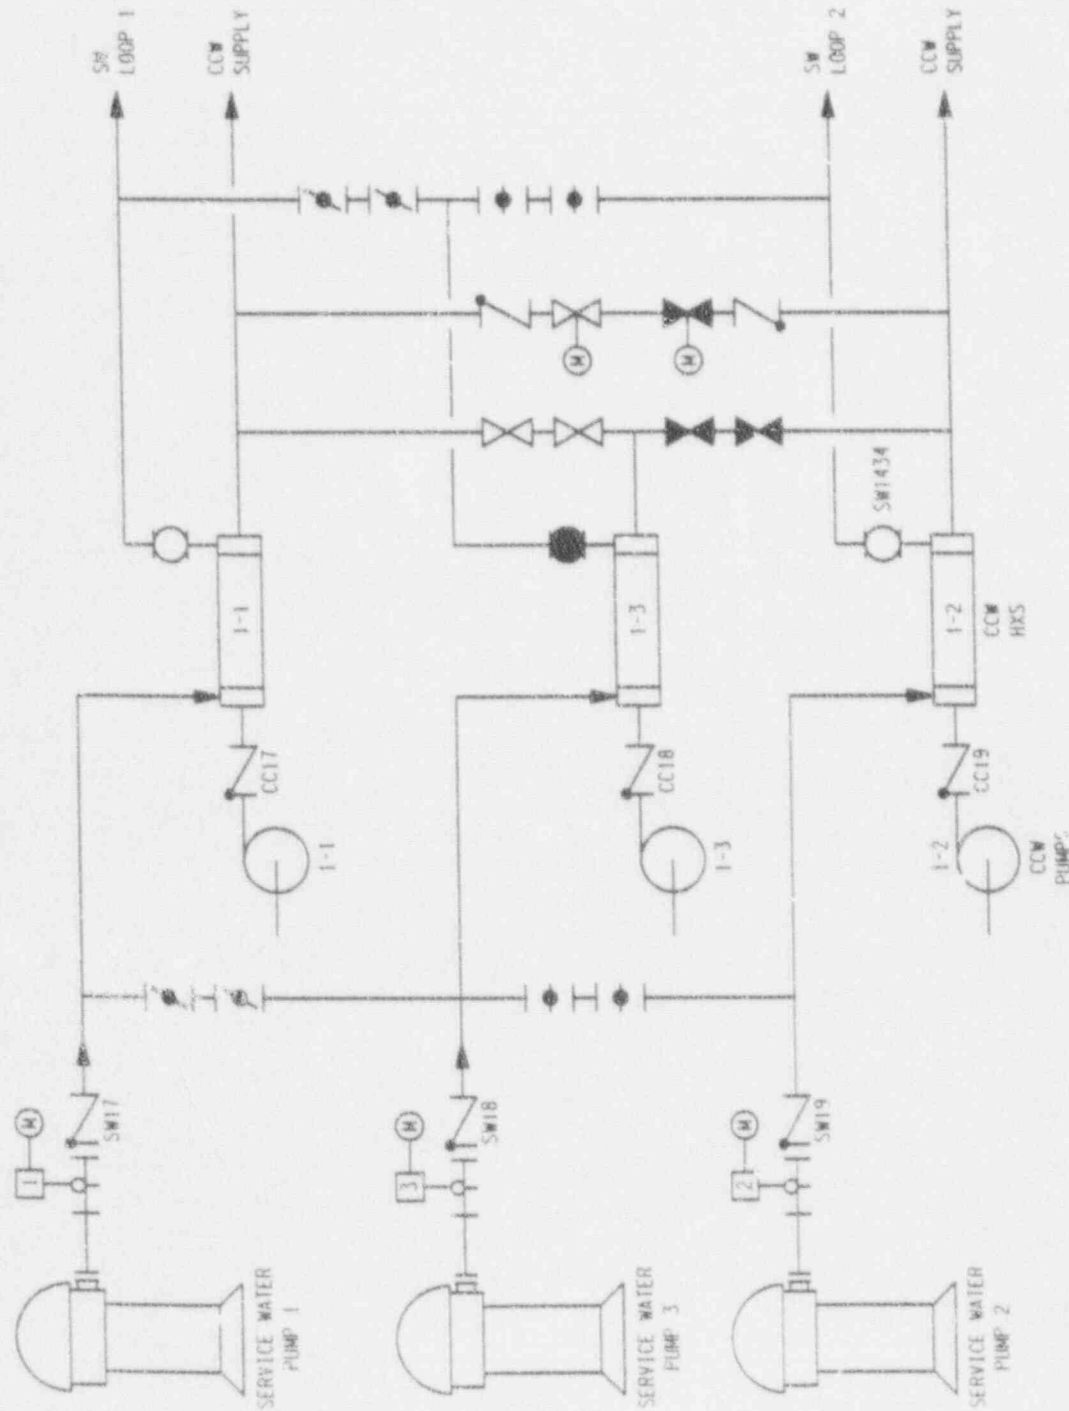 SW
LOOP 1
CCW
SUPPLY
SW
LOOP 2
CCW
SUPPLY
SW1434
1-1
1-3
1-2
CCW
HXS
CC17
CC18
CC19
1-1
1-3
1-2
CCW
PUMPS
M
M
M
M
M
1
3
2
SW17
SW18
SW19
SERVICE WATER
PUMP 1
SERVICE WATER
PUMP 3
SERVICE WATER
PUMP 2